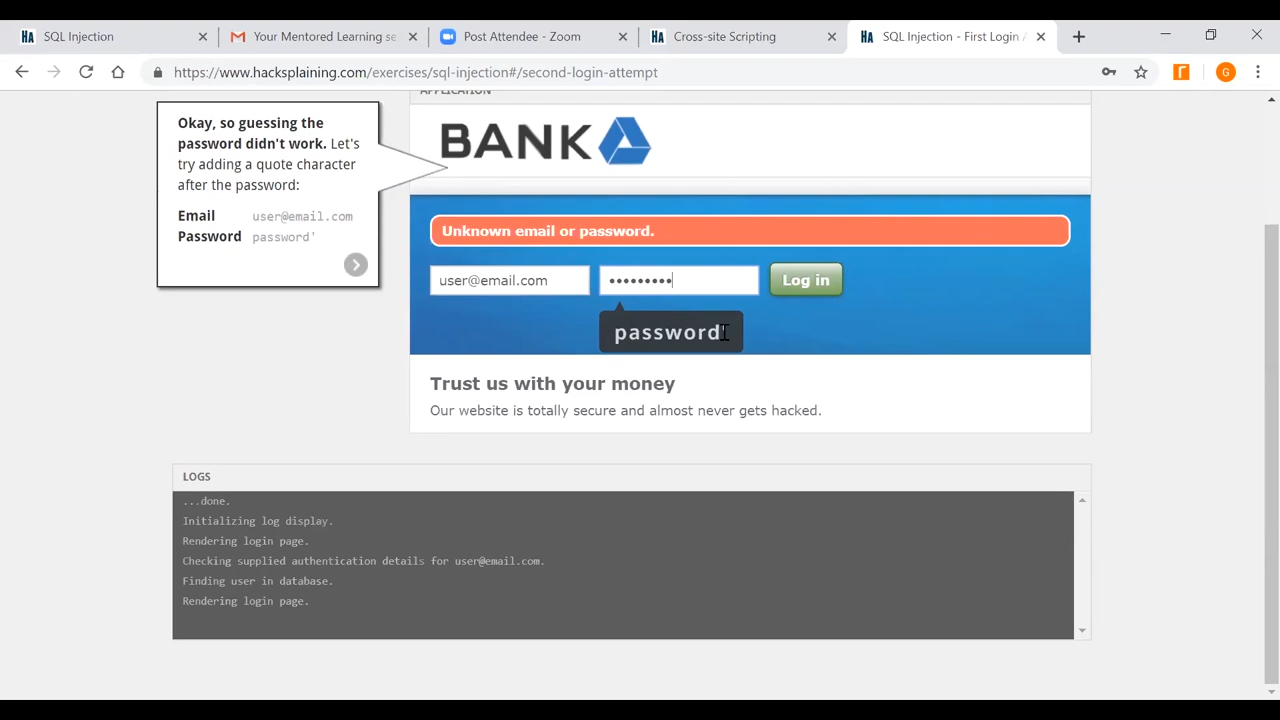 SQL Injection
Your Mentored Learning se
Post Attendee - Zoom
Cross-site Scripting
SQL Injection - First Login A
https://www.hacksplaining.com/exercises/sql-injection#/second-login-attempt
G
APPLICATION
Okay, so guessing the
password didn't work. Let's
try adding a quote character
after the password:
Email user@email.com
Password password'
BANK
Unknown email or password.
user@email.com ••••••••• Log in
password
Trust us with your money
Our website is totally secure and almost never gets hacked.
LOGS
...done.
Initializing log display.
Rendering login page.
Checking supplied authentication details for user@email.com.
Finding user in database.
Rendering login page.